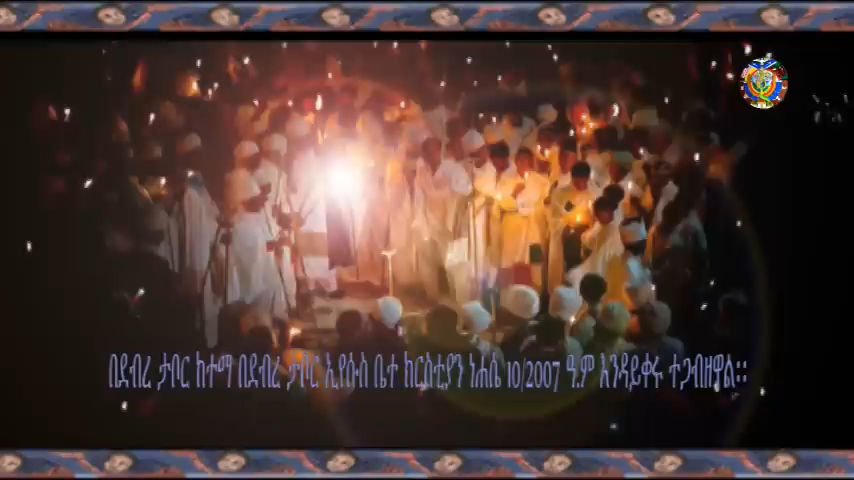 በደብረ ታቦር ከተማ በደብረ ታቦር ኢየሱስ ቤተ ክርስቲያን ነሐሴ 10/2007 ዓ.ም እንዳይቀሩ ተጋብዘዋል።